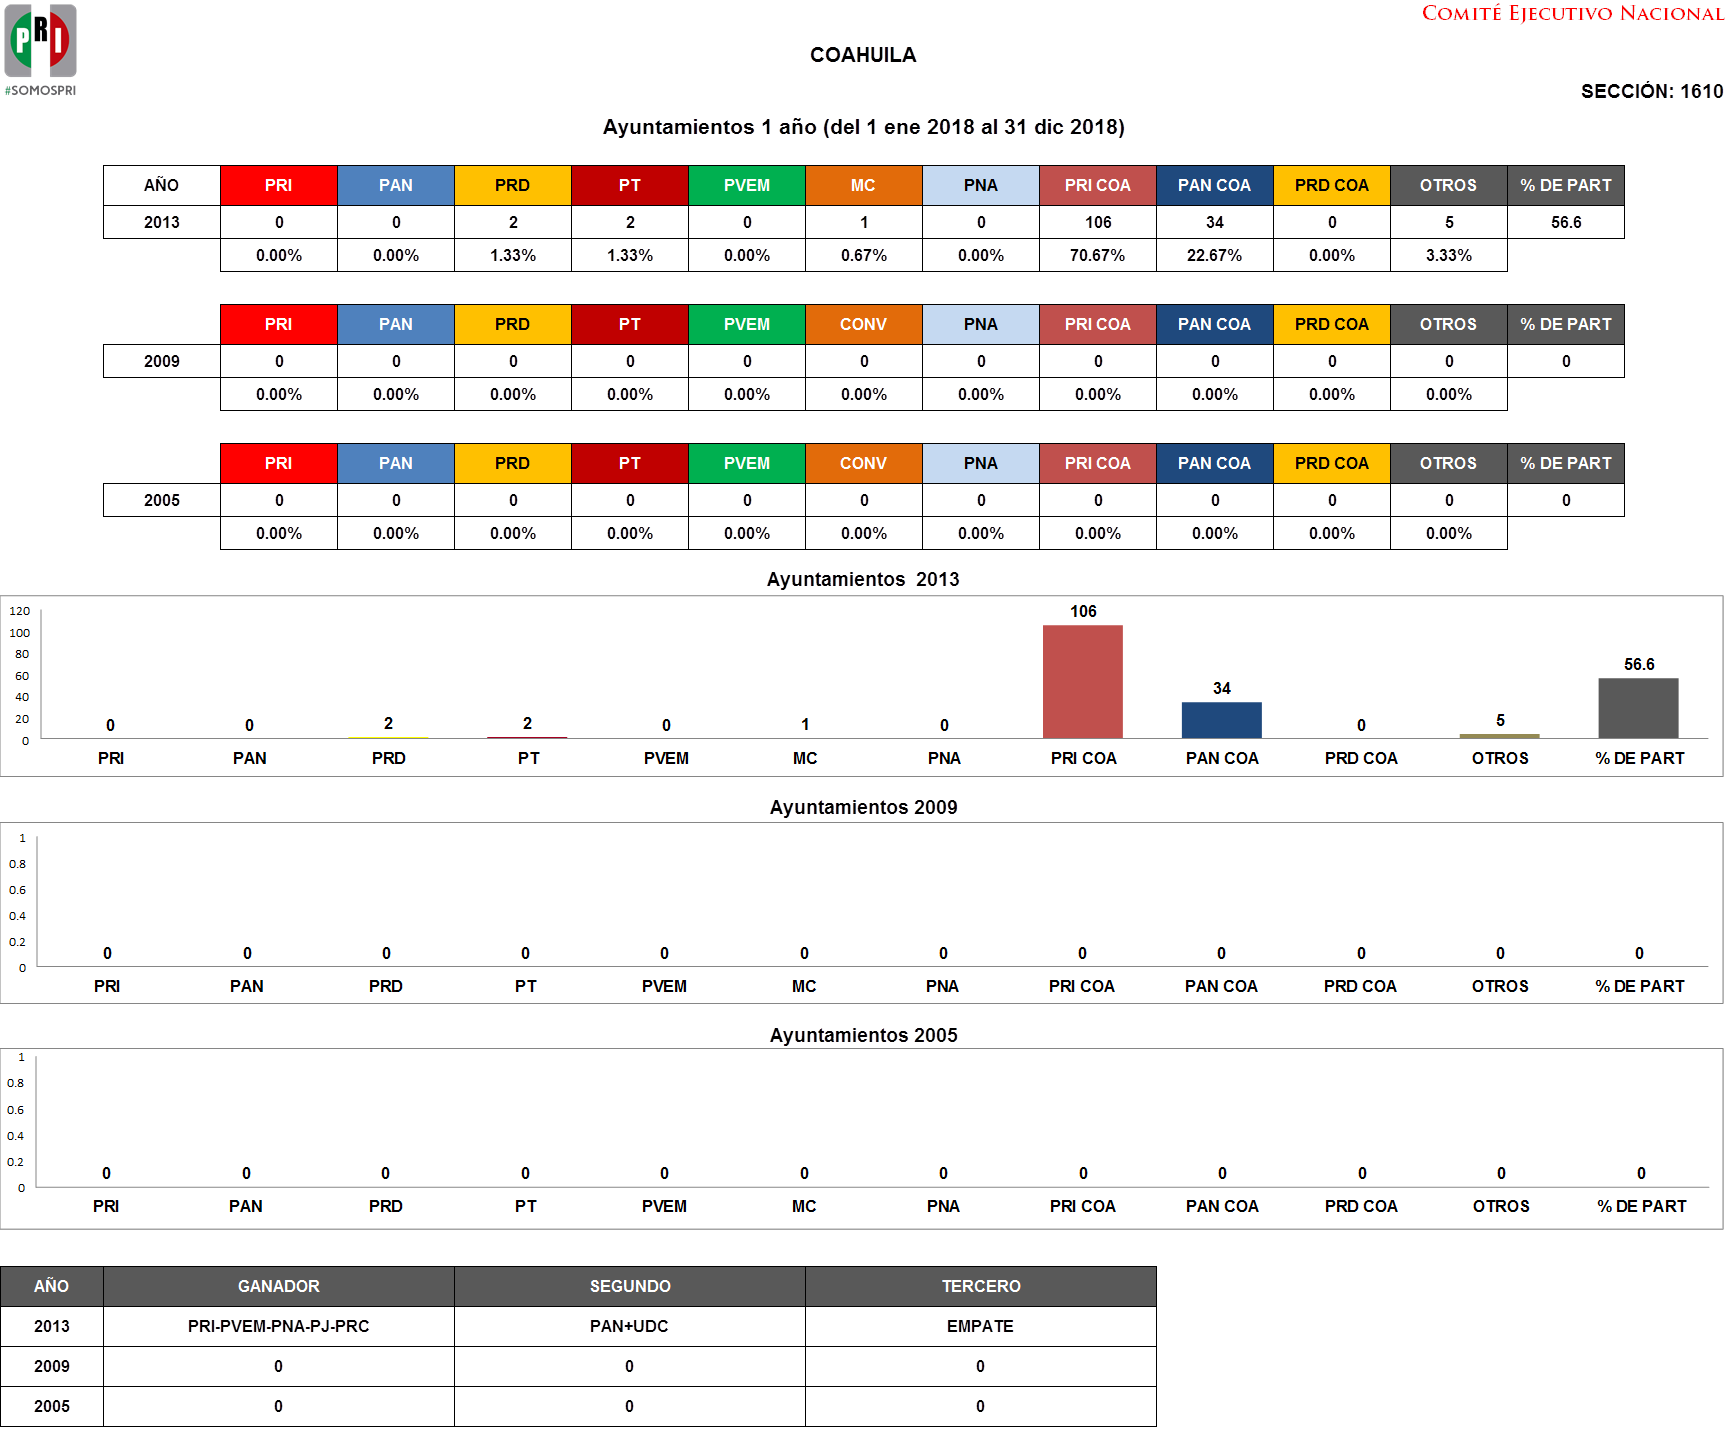 COMITÉ EJECUTIVO NACIONAL
PRI
#SOMOSPRI
COAHUILA
SECCIÓN: 1610
Ayuntamientos 1 año (del 1 ene 2018 al 31 dic 2018)
AÑO PRI PAN PRD PT PVEM MC PNA PRI COA PAN COA PRD COA OTROS % DE PART
2013 0 0 2 2 0 1 0 106 34 0 5 56.6
0.00% 0.00% 1.33% 1.33% 0.00% 0.67% 0.00% 70.67% 22.67% 0.00% 3.33%
PRI PAN PRD PT PVEM CONV PNA PRI COA PAN COA PRD COA OTROS % DE PART
2009 0 0 0 0 0 0 0 0 0 0 0 0
0.00% 0.00% 0.00% 0.00% 0.00% 0.00% 0.00% 0.00% 0.00% 0.00% 0.00%
PRI PAN PRD PT PVEM CONV PNA PRI COA PAN COA PRD COA OTROS % DE PART
2005 0 0 0 0 0 0 0 0 0 0 0 0
0.00% 0.00% 0.00% 0.00% 0.00% 0.00% 0.00% 0.00% 0.00% 0.00% 0.00%
Ayuntamientos 2013
120
100
80
60
40
20
0
0 0 2 2 0 1 0 106 34 0 5 56.6
PRI PAN PRD PT PVEM MC PNA PRI COA PAN COA PRD COA OTROS % DE PART
Ayuntamientos 2009
1
0.8
0.6
0.4
0.2
0
0 0 0 0 0 0 0 0 0 0 0 0
PRI PAN PRD PT PVEM MC PNA PRI COA PAN COA PRD COA OTROS % DE PART
Ayuntamientos 2005
1
0.8
0.6
0.4
0.2
0
0 0 0 0 0 0 0 0 0 0 0 0
PRI PAN PRD PT PVEM MC PNA PRI COA PAN COA PRD COA OTROS % DE PART
AÑO GANADOR SEGUNDO TERCERO
2013 PRI-PVEM-PNA-PJ-PRC PAN+UDC EMPATE
2009 0 0 0
2005 0 0 0